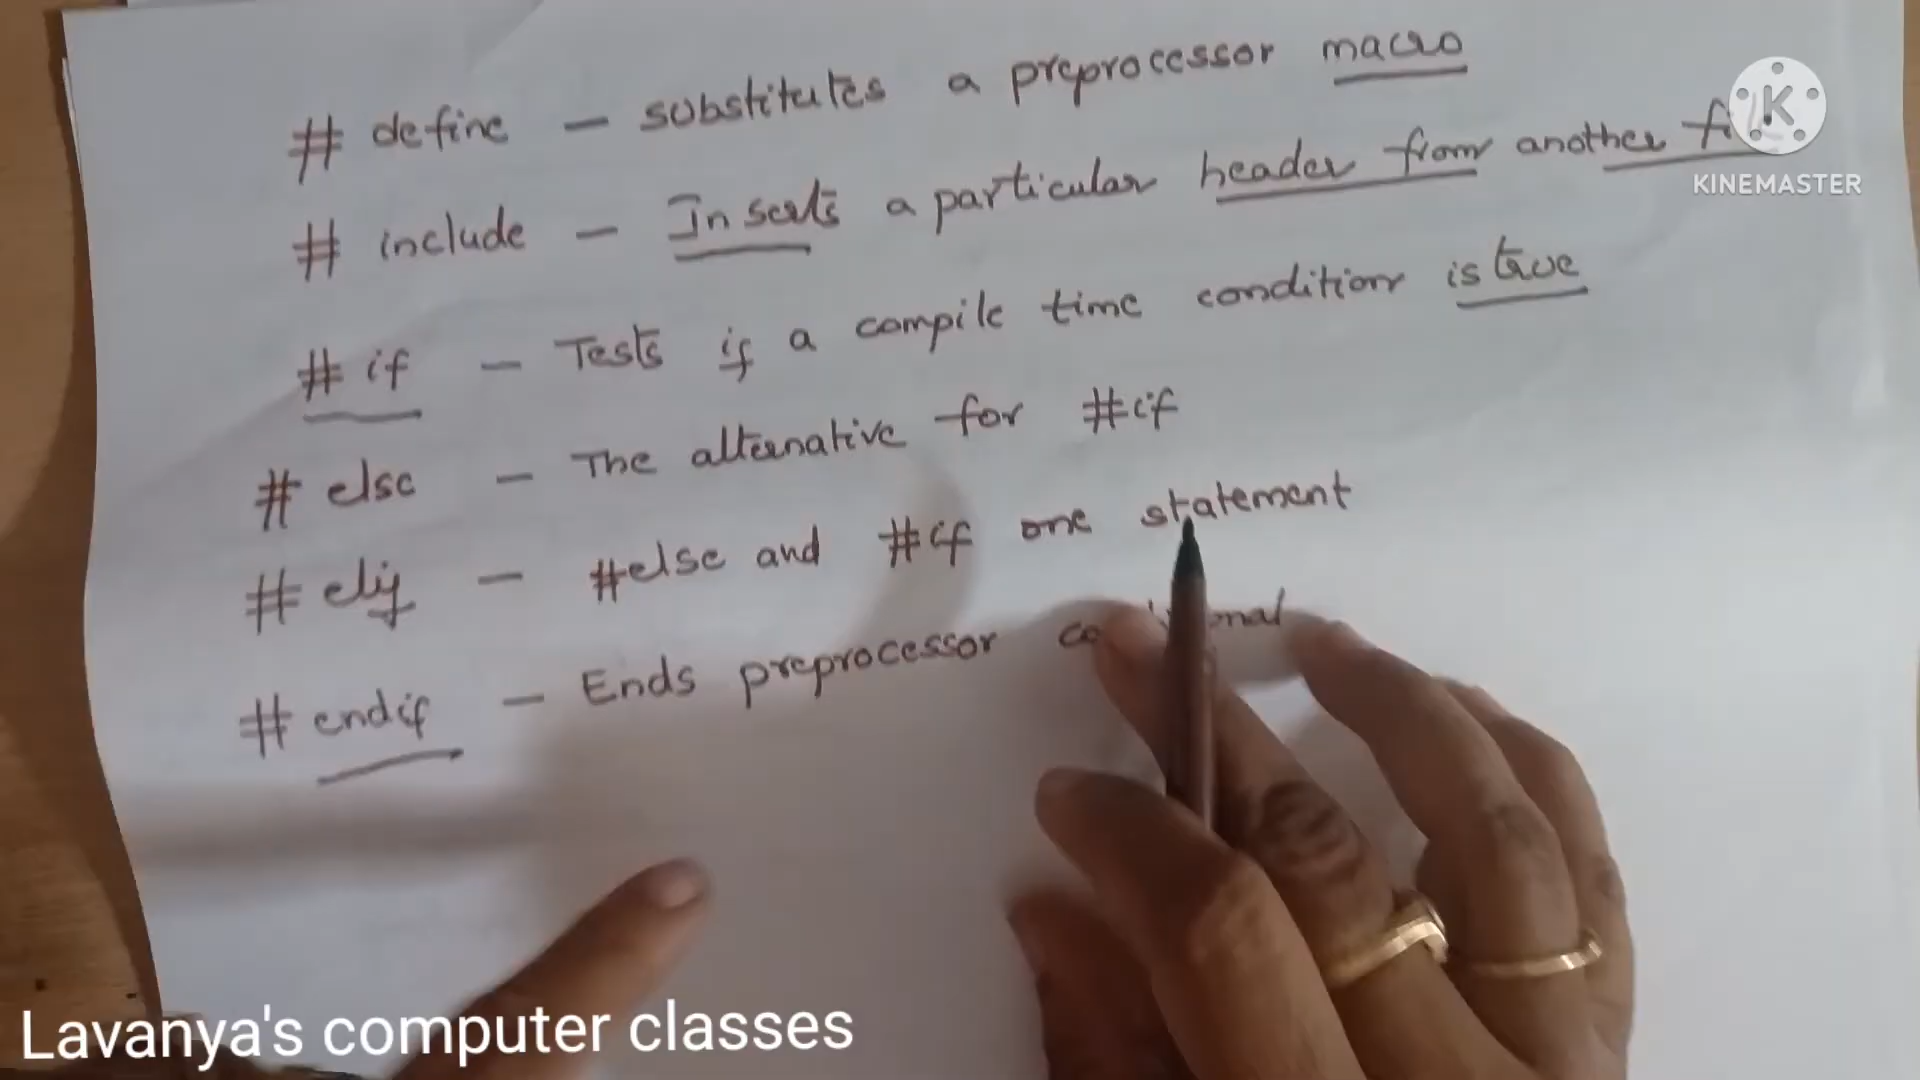 # define — substitutes a preprocessor macro
# include — Inserts a particular header from another
# if — Tests if a compile time condition is true
# else — The alternative for #if
# elif — #else and #if one statement
# endif — Ends preprocessor
KINEMASTER
Lavanya's computer classes